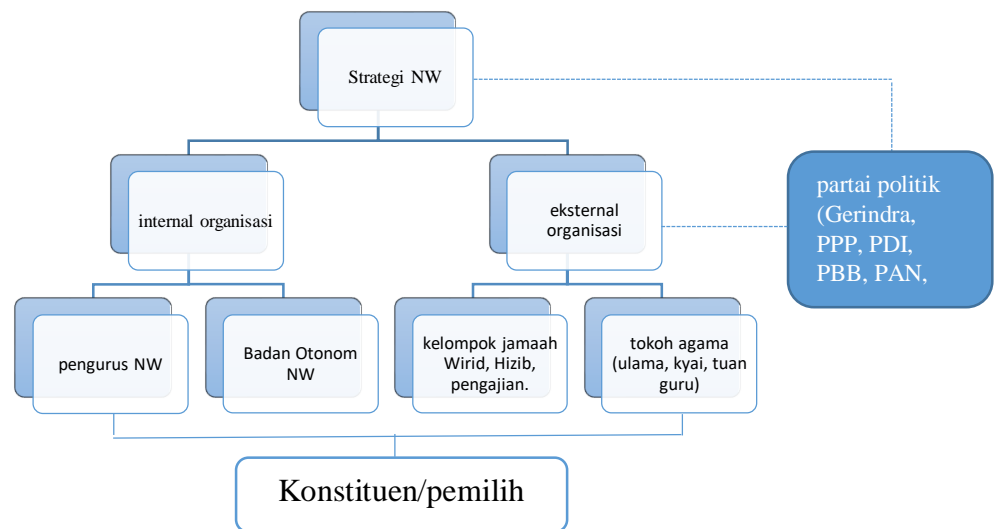 Strategi NW
internal organisasi
eksternal
organisasi
partai politik
(Gerindra,
PPP, PDI,
PBB, PAN,
pengurus NW
Badan Otonom
NW
kelompok jamaah
Wirid, Hizib,
pengajian.
tokoh agama
(ulama, kyai, tuan
guru)
Konstituen/pemilih